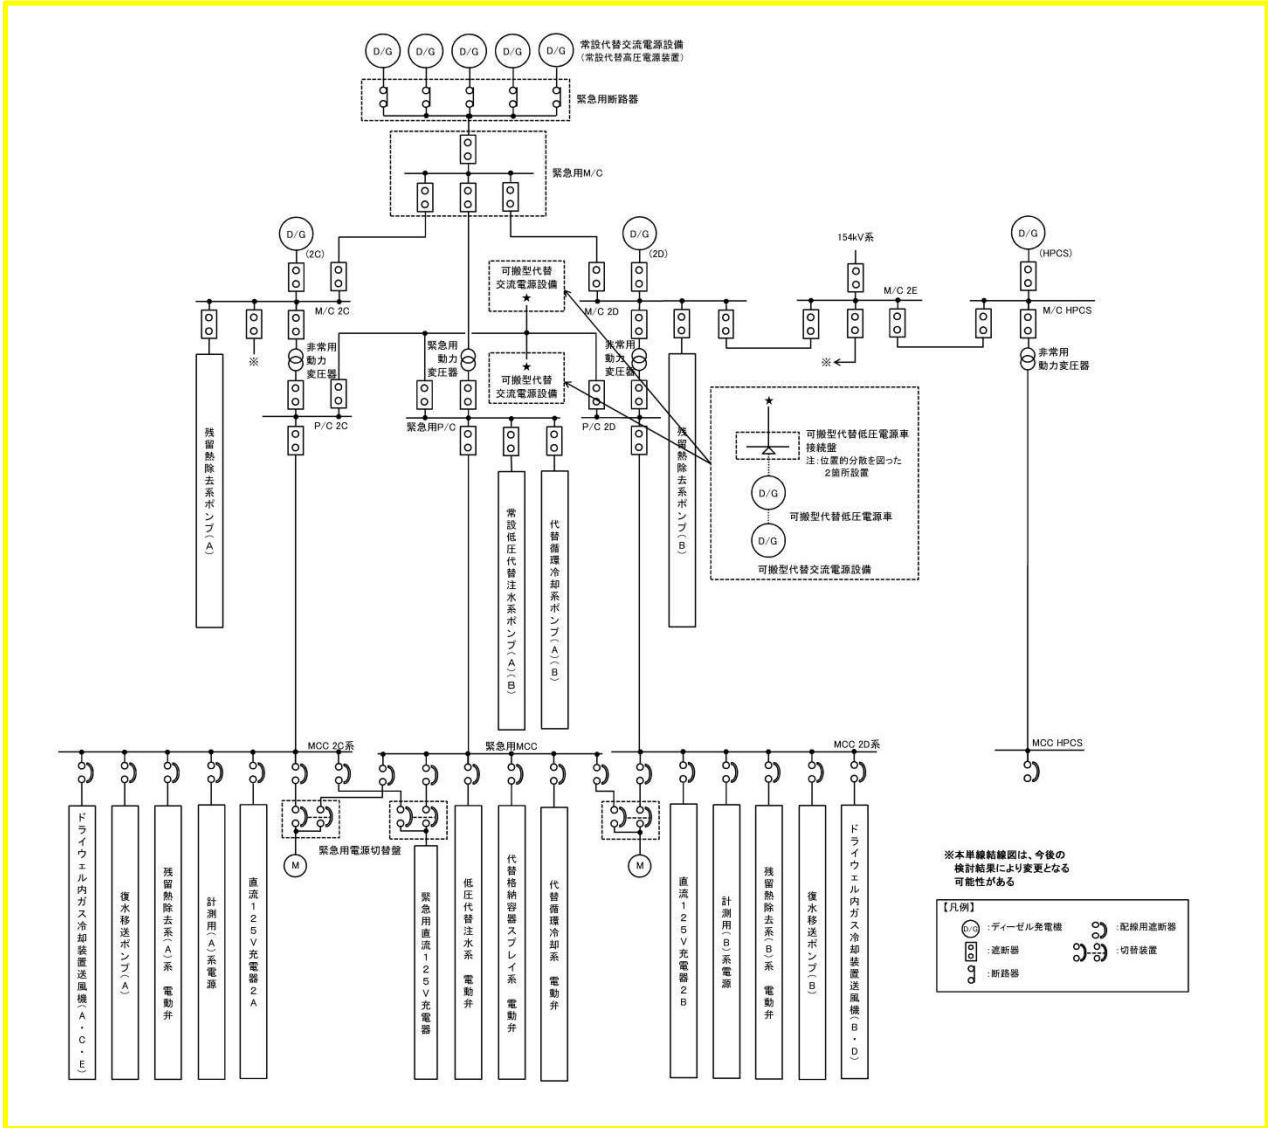 D/G
D/G
D/G
D/G
D/G
常設代替交流電源設備
（常設代替高圧電源装置）
緊急用断路器
緊急用M/C
D/G
(2C)
D/G
(2D)
154kV系
D/G
(HPCS)
可搬型代替
交流電源設備
★
M/C 2C
M/C 2D
M/C 2E
M/C HPCS
※
非常用
動力
変圧器
緊急用
動力
変圧器
★
可搬型代替
交流電源設備
非常用
動力
変圧器
※
非常用
動力変圧器
P/C 2C
緊急用P/C
P/C 2D
残留熱除去系ポンプ(A)
常設低圧代替注水系ポンプ(A)(B)
代替循環冷却系ポンプ(A)(B)
残留熱除去系ポンプ(B)
★
可搬型代替低圧電源車
接続盤
注：位置的分散を図った
2箇所設置
D/G
可搬型代替低圧電源車
D/G
可搬型代替交流電源設備
MCC 2C系
緊急用MCC
MCC 2D系
MCC HPCS
緊急用電源切替盤
M
M
ドライウェル内ガス冷却装置送風機(A・C・E)
復水移送ポンプ(A)
残留熱除去系(A)系 電動弁
計測用(A)系電源
直流125V充電器2A
緊急用直流125V充電器
低圧代替注水系 電動弁
代替格納容器スプレイ系 電動弁
代替循環冷却系 電動弁
直流125V充電器2B
計測用(B)系電源
残留熱除去系(B)系 電動弁
復水移送ポンプ(B)
ドライウェル内ガス冷却装置送風機(B・D)
※本単線結線図は、今後の
検討結果により変更となる
可能性がある
【凡例】
D/G ：ディーゼル発電機
：配線用遮断器
：遮断器
：切替装置
：断路器